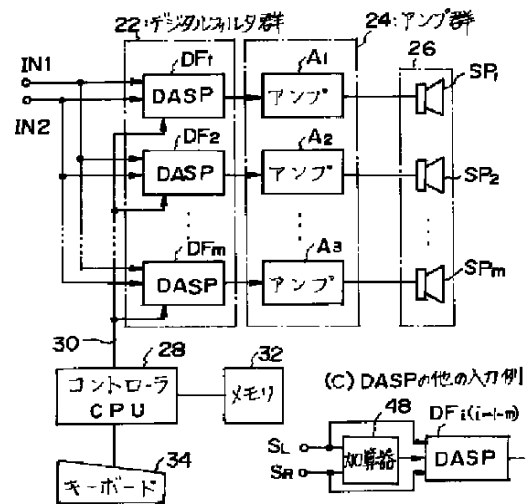 22:デジタルフィルタ群
24:アンプ群
26
IN1
IN2
DF1
DASP
A1
アンプ
SP1
DF2
DASP
A2
アンプ
SP2
DFm
DASP
A3
アンプ
SPm
30
28
コントローラ
CPU
32
メモリ
34
キーボード
(C) DASPの他の入力例
48
DFi(i=1-m)
SL
SR
加算器
DASP